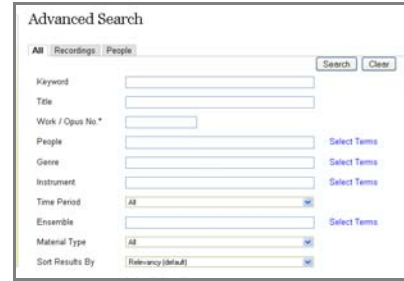 Advanced Search
All Recordings People
Search Clear
Keyword
Title
Work / Opus No.*
People Select Terms
Genre Select Terms
Instrument Select Terms
Time Period All
Ensemble Select Terms
Material Type All
Sort Results By Relevancy (default)